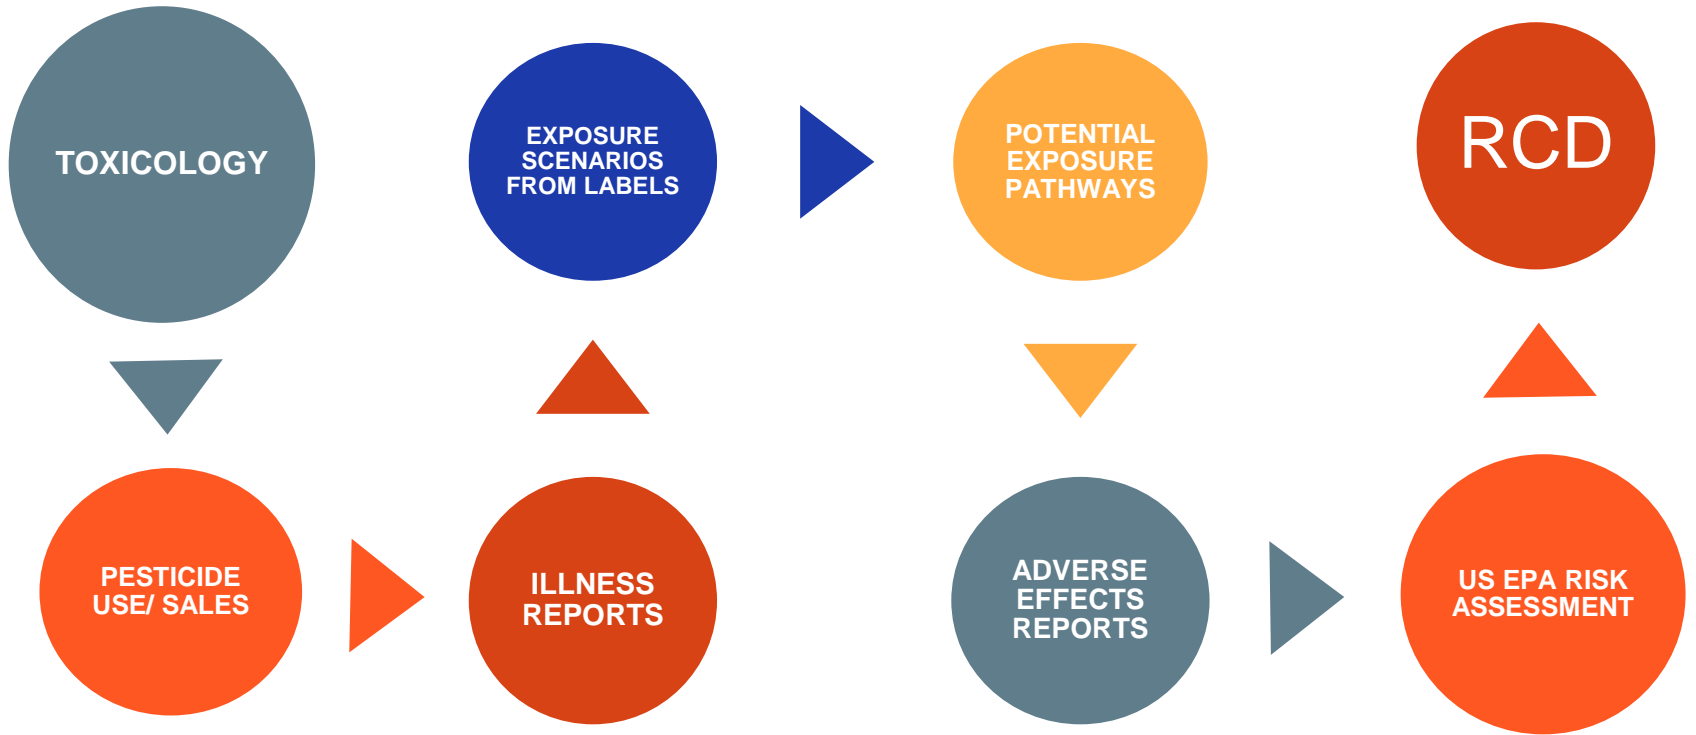 TOXICOLOGY
PESTICIDE
USE/ SALES
ILLNESS
REPORTS
EXPOSURE
SCENARIOS
FROM LABELS
POTENTIAL
EXPOSURE
PATHWAYS
ADVERSE
EFFECTS
REPORTS
US EPA RISK
ASSESSMENT
RCD